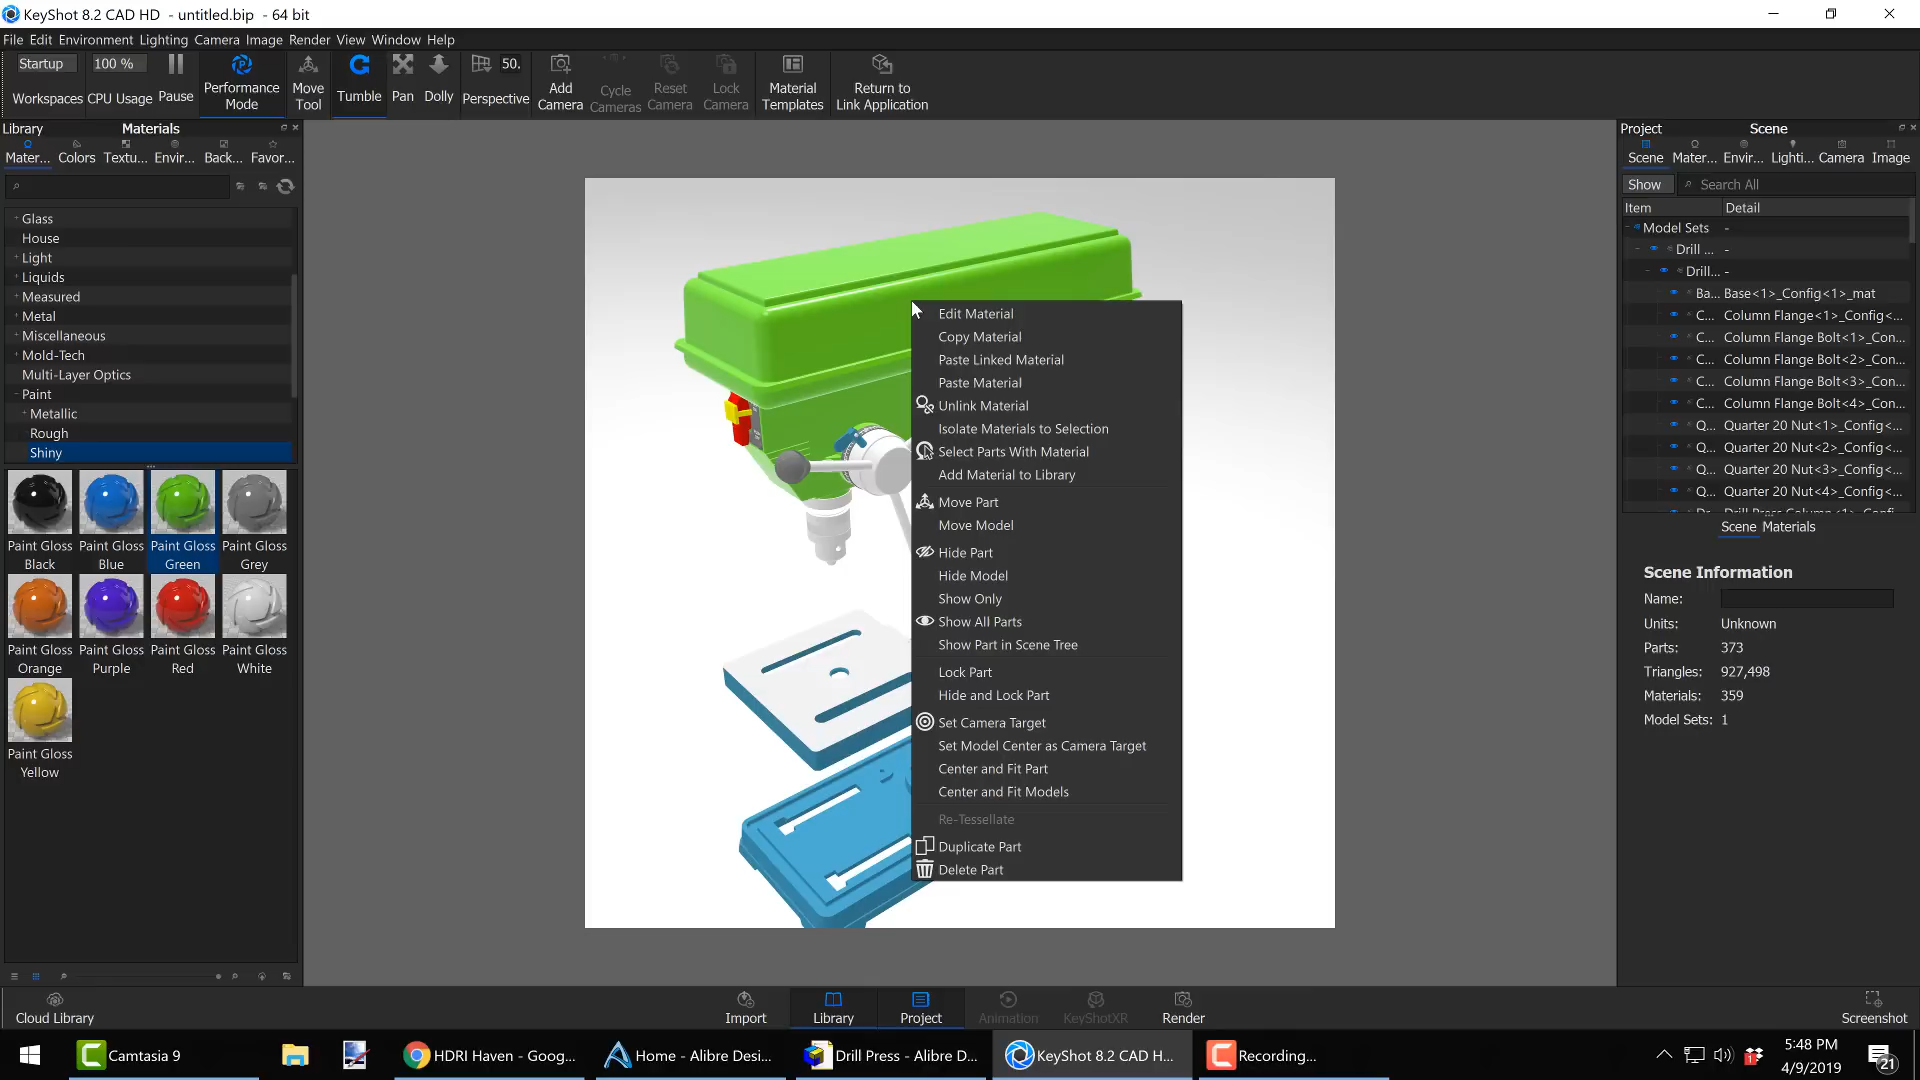 KeyShot 8.2 CAD HD - untitled.bip - 64 bit
File Edit Environment Lighting Camera Image Render View Window Help
Startup 100 % 50.
Workspaces CPU Usage Pause Performance Mode Move Tool Tumble Pan Dolly Perspective Add Camera Cycle Cameras Reset Camera Lock Camera Material Templates Return to Link Application
Library Materials
Mater... Colors Textu... Envir... Back... Favor...
Glass
House
Light
Liquids
Measured
Metal
Miscellaneous
Mold-Tech
Multi-Layer Optics
Paint
Metallic
Rough
Shiny
Paint Gloss Black
Paint Gloss Blue
Paint Gloss Green
Paint Gloss Grey
Paint Gloss Orange
Paint Gloss Purple
Paint Gloss Red
Paint Gloss White
Paint Gloss Yellow
Edit Material
Copy Material
Paste Linked Material
Paste Material
Unlink Material
Isolate Materials to Selection
Select Parts With Material
Add Material to Library
Move Part
Move Model
Hide Part
Hide Model
Show Only
Show All Parts
Show Part in Scene Tree
Lock Part
Hide and Lock Part
Set Camera Target
Set Model Center as Camera Target
Center and Fit Part
Center and Fit Models
Re-Tessellate
Duplicate Part
Delete Part
Project Scene
Scene Mater... Envir... Lighti... Camera Image
Show Search All
Item Detail
Model Sets -
Drill ... -
Drill... -
Ba... Base<1>_Config<1>_mat
C... Column Flange<1>_Config<...
C... Column Flange Bolt<1>_Con...
C... Column Flange Bolt<2>_Con...
C... Column Flange Bolt<3>_Con...
C... Column Flange Bolt<4>_Con...
Q... Quarter 20 Nut<1>_Config<...
Q... Quarter 20 Nut<2>_Config<...
Q... Quarter 20 Nut<3>_Config<...
Q... Quarter 20 Nut<4>_Config<...
Scene Materials
Scene Information
Name:
Units: Unknown
Parts: 373
Triangles: 927,498
Materials: 359
Model Sets: 1
Cloud Library Import Library Project Animation KeyShotXR Render Screenshot
Camtasia 9 HDRI Haven - Goog... Home - Alibre Desi... Drill Press - Alibre D... KeyShot 8.2 CAD H... Recording... 5:48 PM
4/9/2019 21